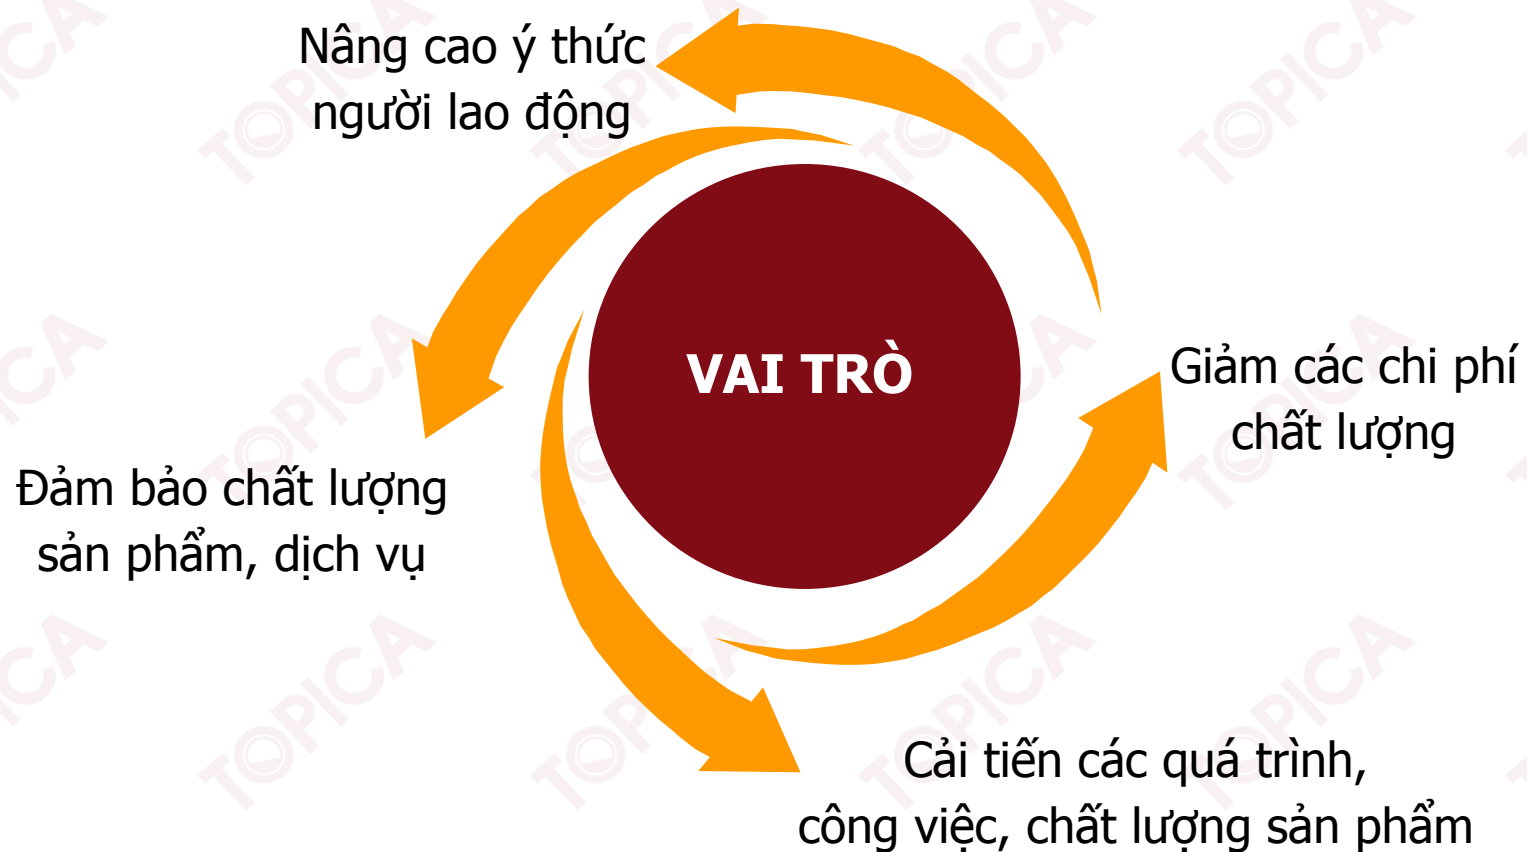 Nâng cao ý thức
người lao động
VAI TRÒ
Giảm các chi phí
chất lượng
Đảm bảo chất lượng
sản phẩm, dịch vụ
Cải tiến các quá trình,
công việc, chất lượng sản phẩm
TOPICA